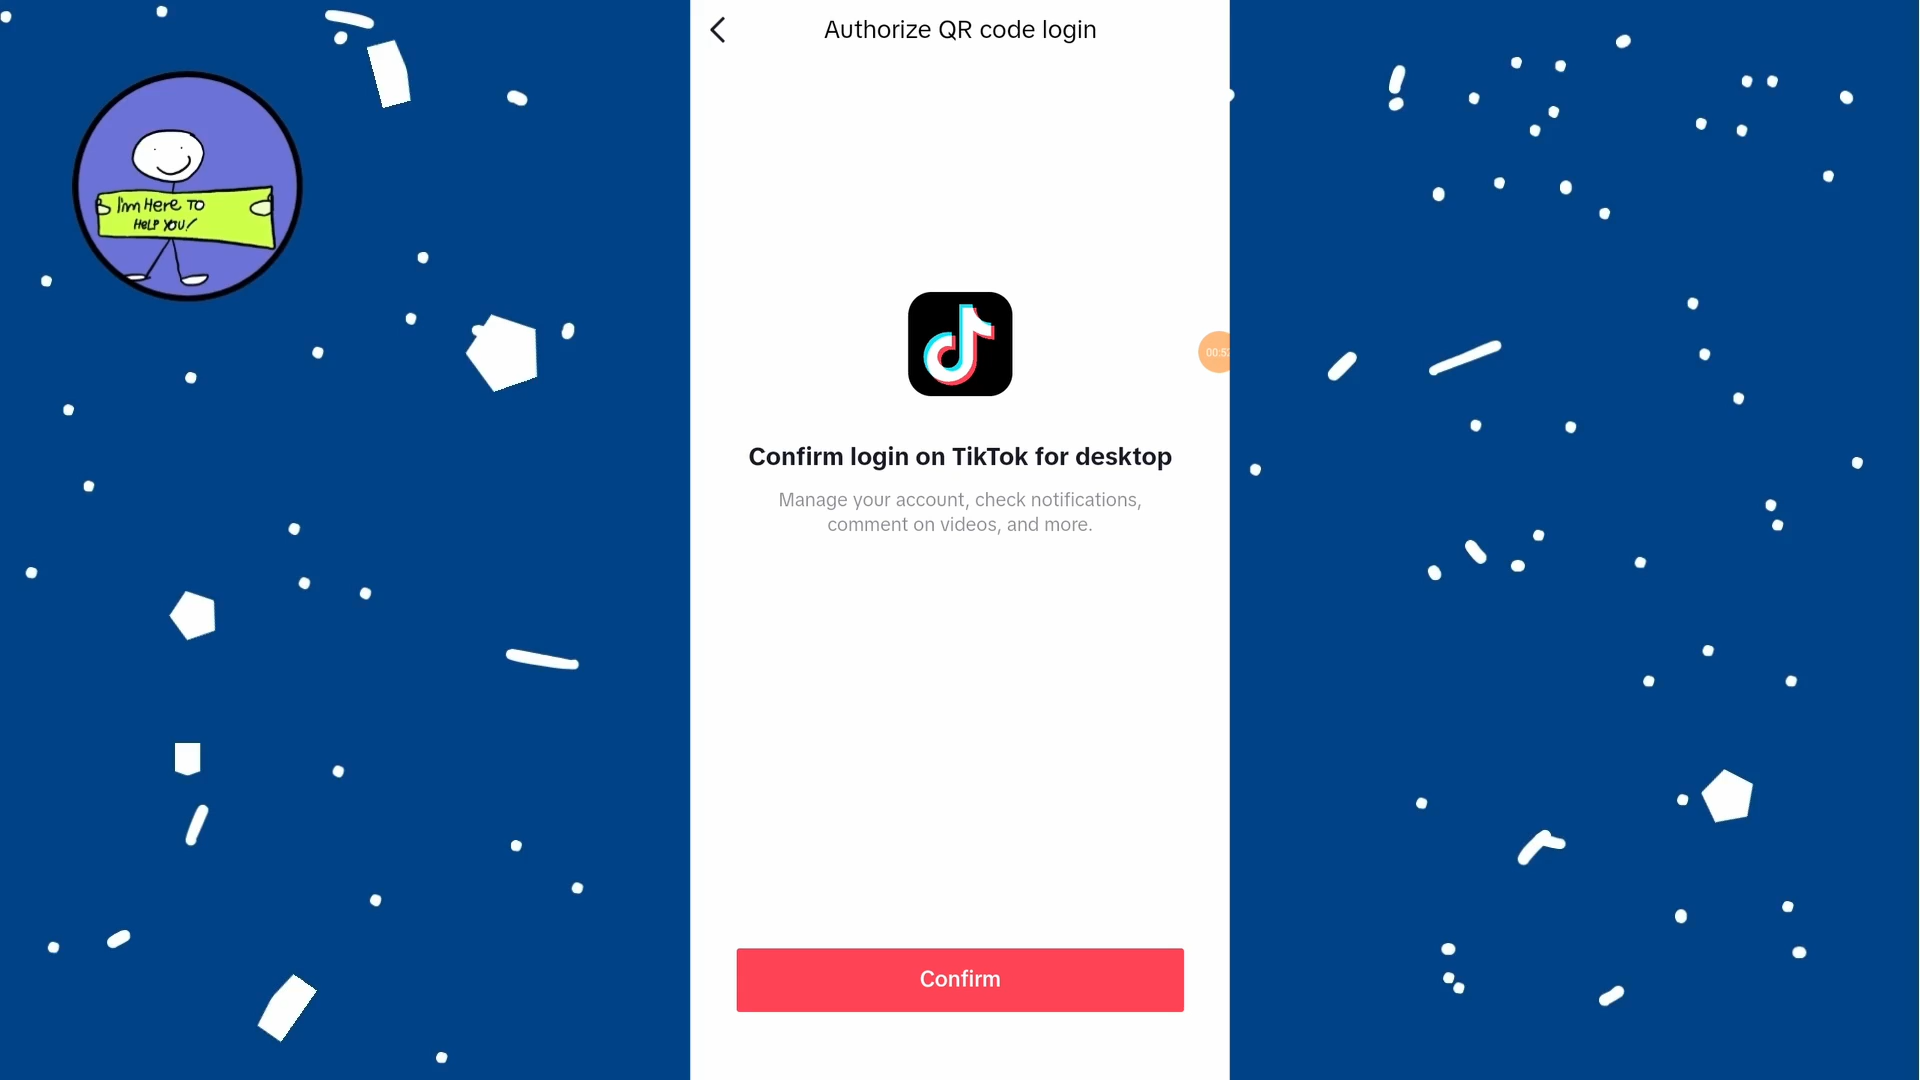 Authorize QR code login
I'm HERE TO
HELP YOU!
Confirm login on TikTok for desktop
Manage your account, check notifications,
comment on videos, and more.
Confirm